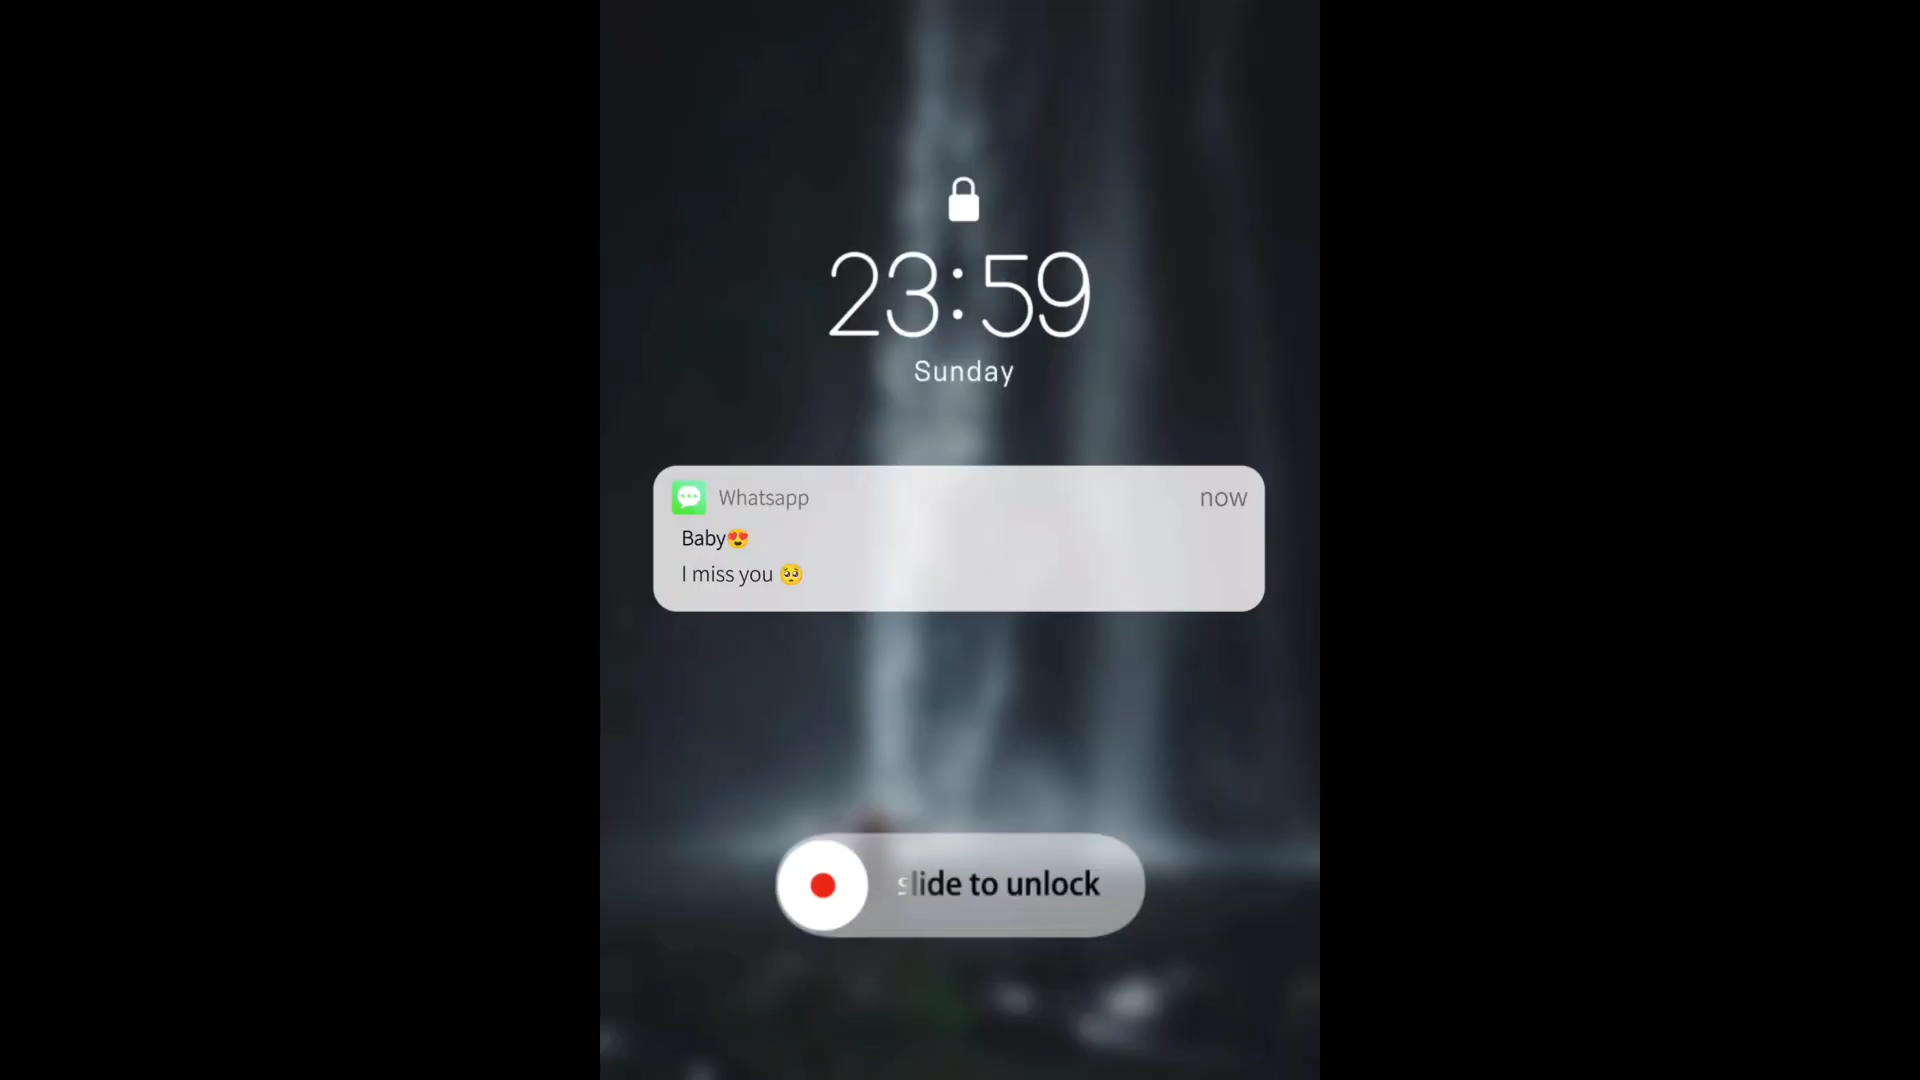 23:59
Sunday
Whatsapp now
Baby😍
I miss you 🥺
slide to unlock